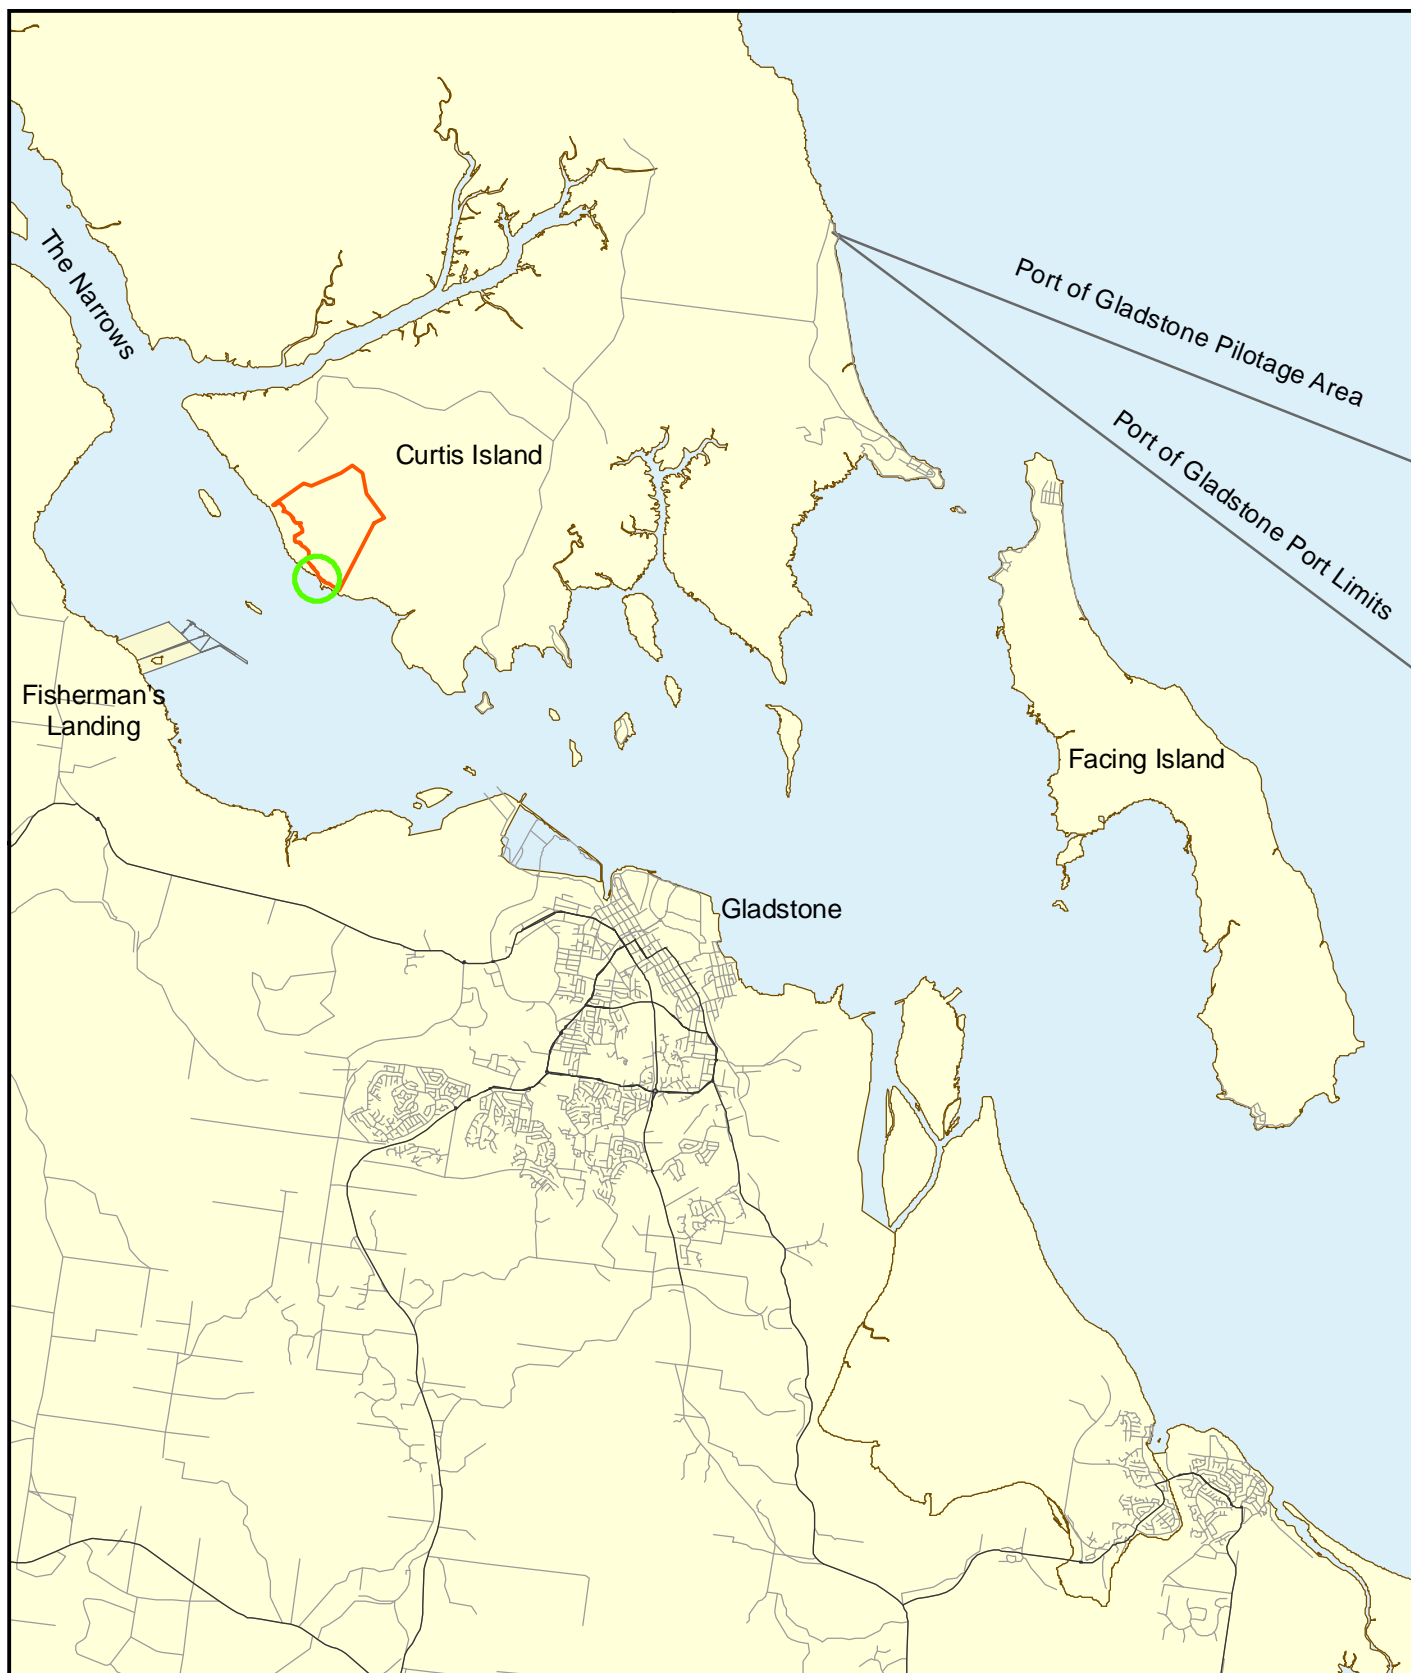 The Narrows
Port of Gladstone Pilotage Area
Port of Gladstone Port Limits
Curtis Island
Fisherman's
Landing
Facing Island
Gladstone